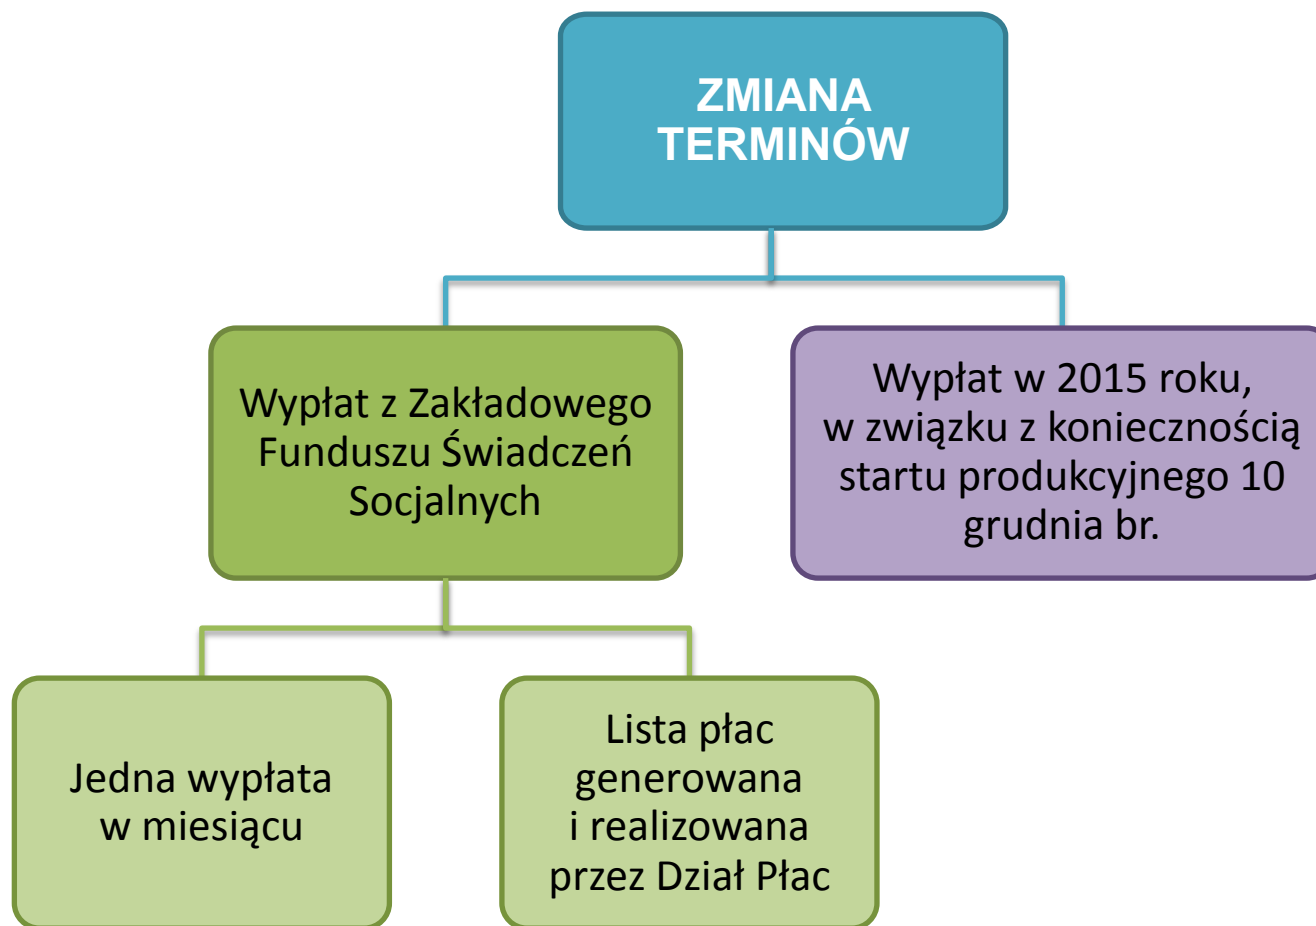 ZMIANA
TERMINÓW
Wypłat z Zakładowego
Funduszu Świadczeń
Socjalnych
Wypłat w 2015 roku,
w związku z koniecznością
startu produkcyjnego 10
grudnia br.
Jedna wypłata
w miesiącu
Lista płac
generowana
i realizowana
przez Dział Płac